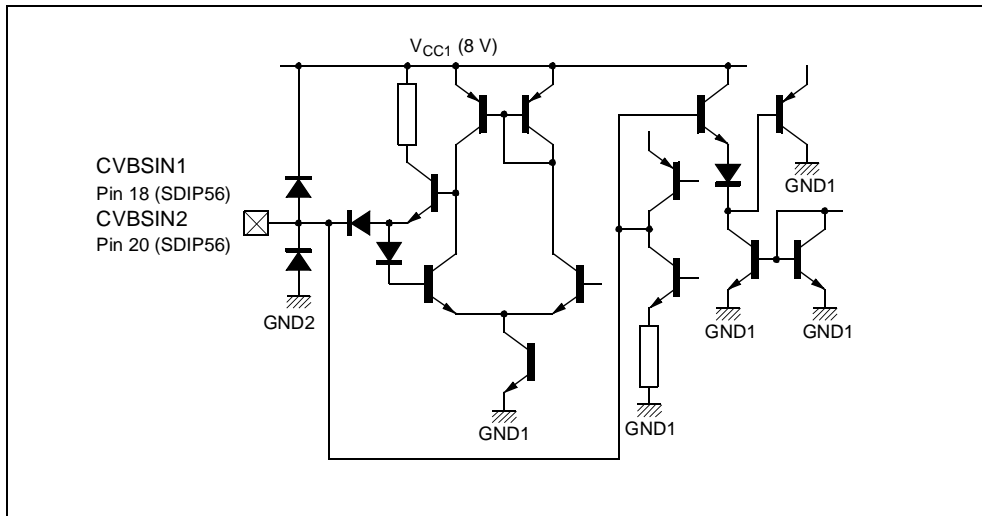 VCC1 (8 V)
CVBSIN1
Pin 18 (SDIP56)
CVBSIN2
Pin 20 (SDIP56)
GND2
GND1
GND1
GND1
GND1
GND1